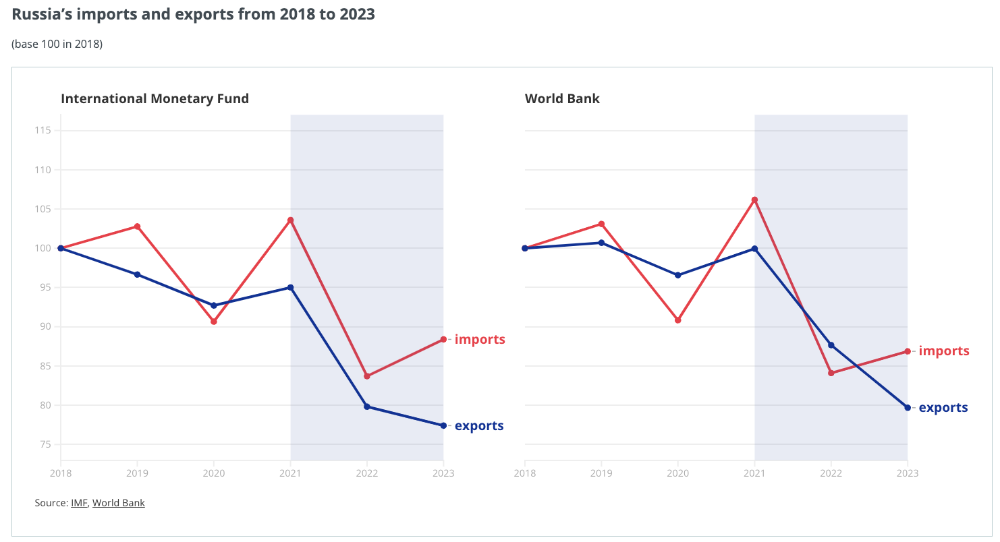 Russia’s imports and exports from 2018 to 2023
(base 100 in 2018)
International Monetary Fund
World Bank
115
110
105
100
95
90
85
80
75
imports
exports
imports
exports
2018 2019 2020 2021 2022 2023
2018 2019 2020 2021 2022 2023
Source: IMF, World Bank